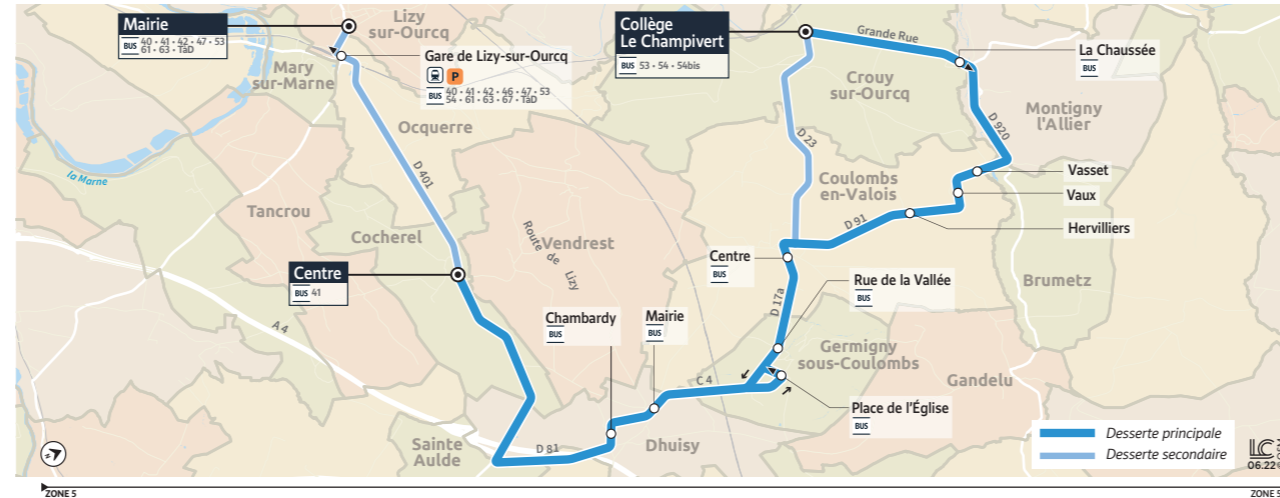 Mairie
BUS 40 • 41 • 42 • 47 • 53
61 • 63 • TàD
Lizy
sur-Ourcq
Gare de Lizy-sur-Ourcq
P
BUS 40 • 41 • 42 • 46 • 47 • 53
54 • 61 • 63 • 67 • TàD
Mary
sur-Marne
Ocquerre
D 401
la Marne
Tancrou
Cocherel
Centre
BUS 41
Route de Lizy
Vendrest
A 4
Collège
Le Champivert
BUS 53 • 54 • 54bis
Grande Rue
La Chaussée
BUS
Crouy
sur-Ourcq
Montigny
l'Allier
D 920
D 23
Coulombs
en-Valois
Vasset
Vaux
Hervilliers
D 91
Centre
BUS
D 17a
Rue de la Vallée
BUS
Brumetz
Chambardy
BUS
Mairie
BUS
Germigny
sous-Coulombs
Gandelu
C 4
Place de l'Église
BUS
Sainte
Aulde
D 81
Dhuisy
Desserte principale
Desserte secondaire
LC
06.22
ZONE 5
ZONE 5